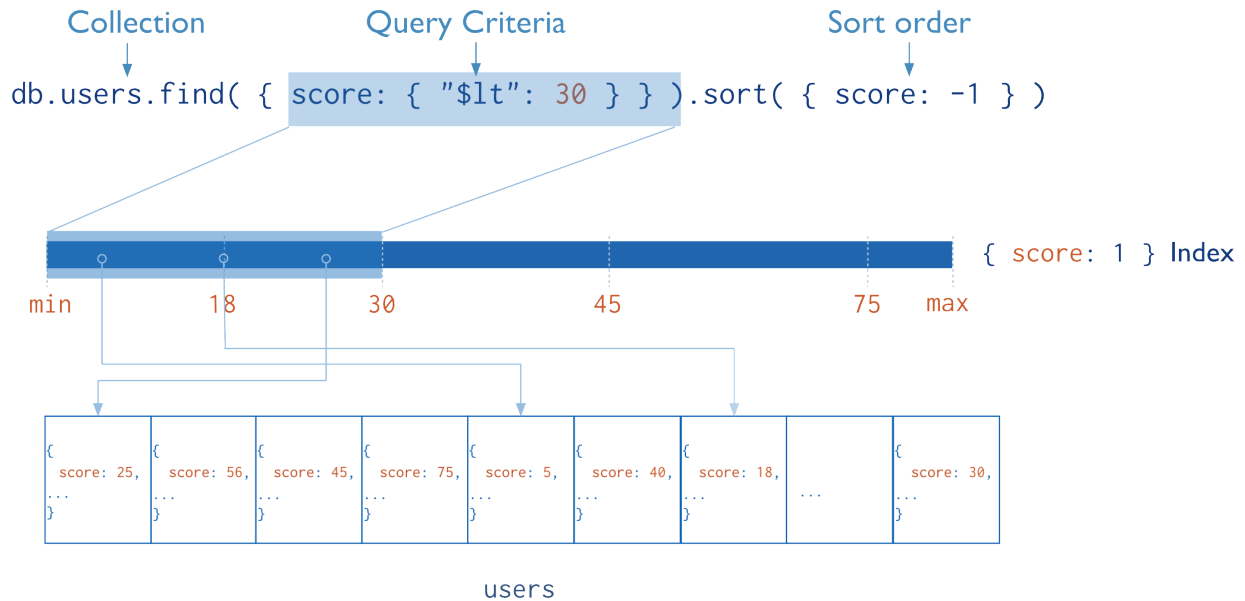 Collection Query Criteria Sort order
db.users.find( { score: { "$lt": 30 } } ).sort( { score: -1 } )
{ score: 1 } Index
min 18 30 45 75 max
{ { { { { { { {
score: 25, score: 56, score: 45, score: 75, score: 5, score: 40, score: 18, score: 30,
... ... ... ... ... ... ... ... ...
} } } } } } } }
users